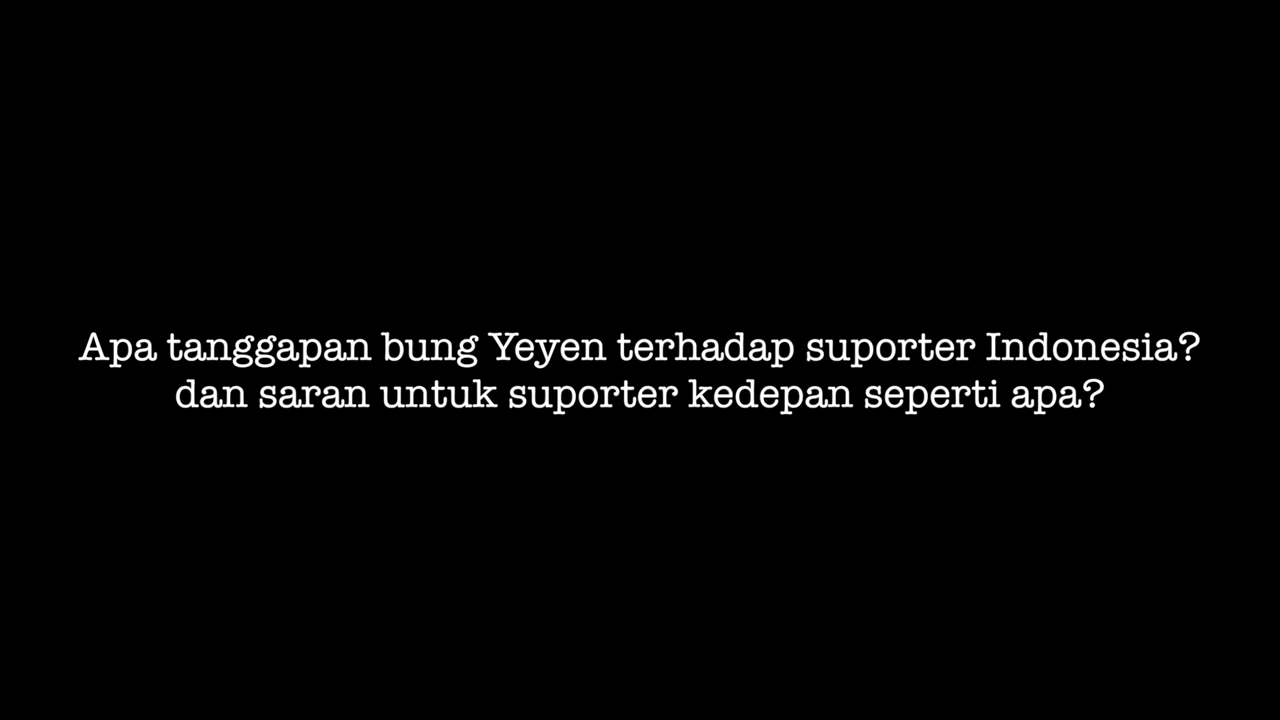 Apa tanggapan bung Yeyen terhadap suporter Indonesia?
dan saran untuk suporter kedepan seperti apa?